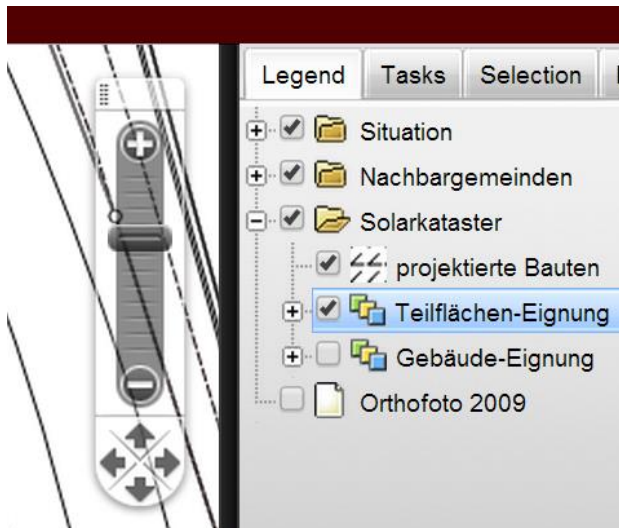 Legend Tasks Selection
Situation
Nachbargemeinden
Solarkataster
projektierte Bauten
Teilflächen-Eignung
Gebäude-Eignung
Orthofoto 2009